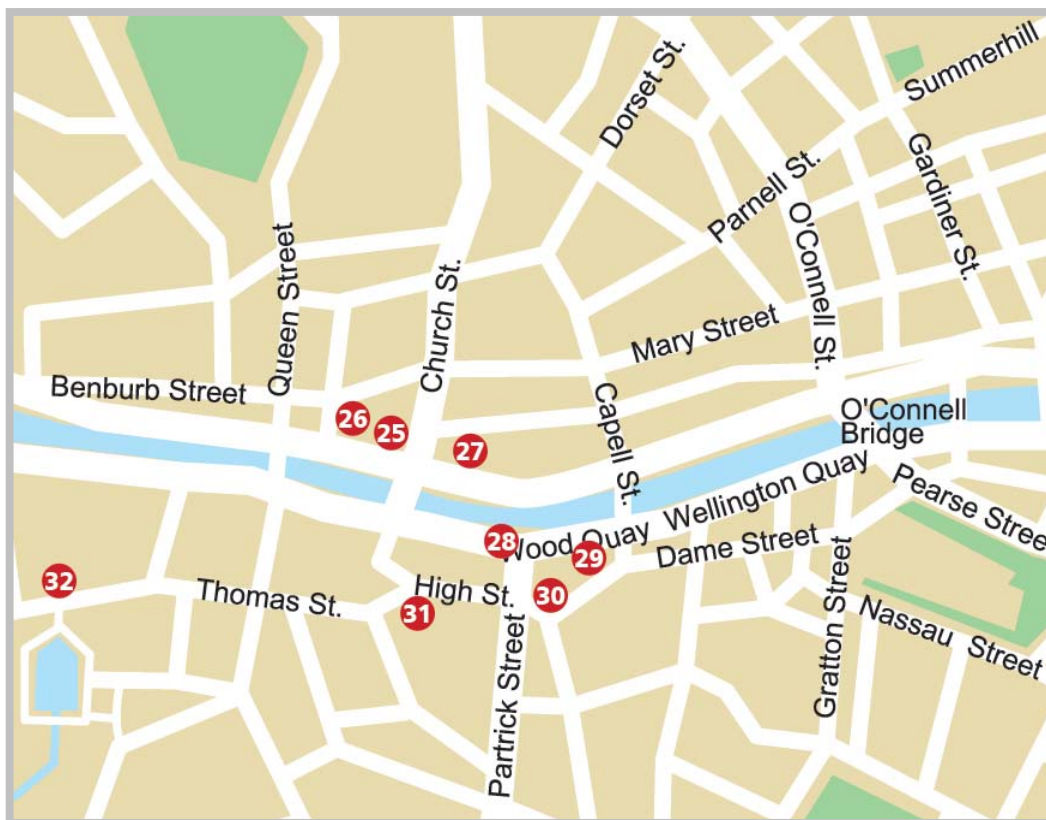 Summerhill
Dorset St.
Gardiner St.
Parnell St.
O'Connell St.
Queen Street
Church St.
Mary Street
Benburb Street
Capell St.
O'Connell
Bridge
26
25
27
Wellington Quay
Pearse Stree
28
Wood Quay
29
Dame Street
32
Thomas St.
High St.
30
31
Gratton Street
Nassau Street
Partrick Street